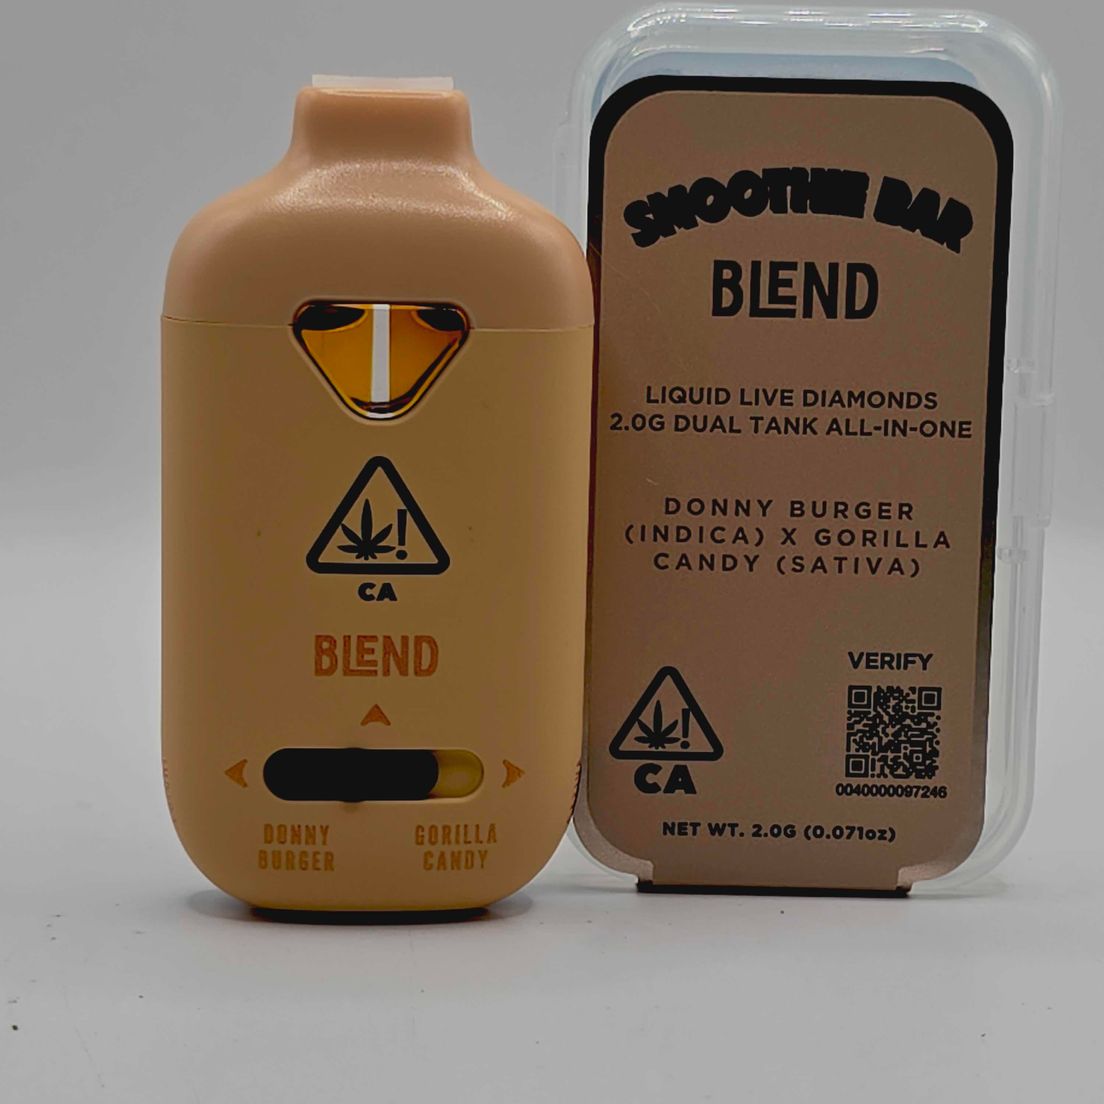 CA
BLEND
DONNY
BURGER
GORILLA
CANDY
SMOOTHIE BAR
BLEND
LIQUID LIVE DIAMONDS
2.0G DUAL TANK ALL-IN-ONE
DONNY BURGER
(INDICA) X GORILLA
CANDY (SATIVA)
VERIFY
CA
0040000097246
NET WT. 2.0G (0.071oz)